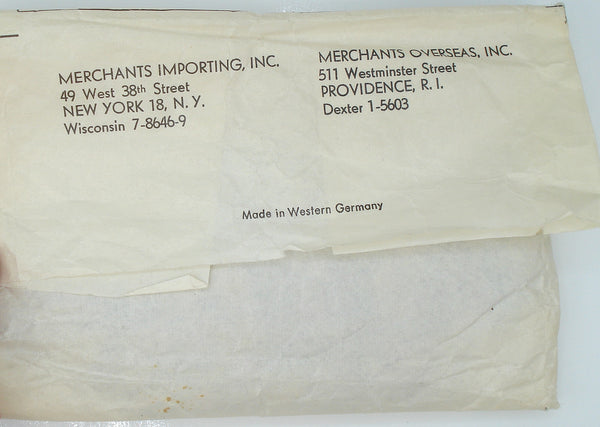 MERCHANTS IMPORTING, INC.
49 West 38th Street
NEW YORK 18, N. Y.
Wisconsin 7-8646-9
MERCHANTS OVERSEAS, INC.
511 Westminster Street
PROVIDENCE, R. I.
Dexter 1-5603
Made in Western Germany